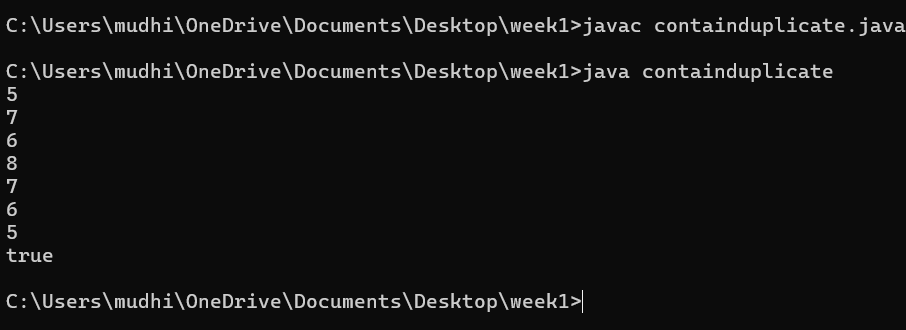 C:\Users\mudhi\OneDrive\Documents\Desktop\week1>javac containduplicate.java
C:\Users\mudhi\OneDrive\Documents\Desktop\week1>java containduplicate
5
7
6
8
7
6
5
true
C:\Users\mudhi\OneDrive\Documents\Desktop\week1>